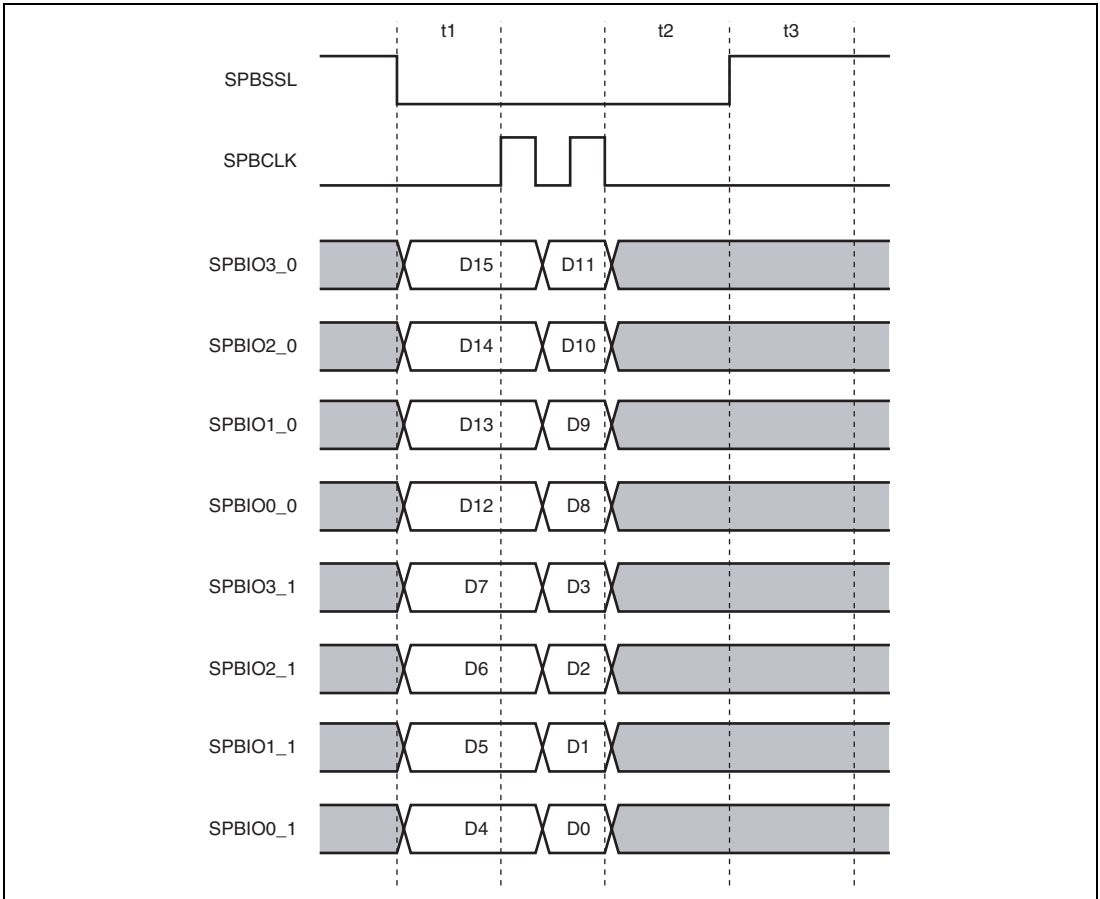 t1 t2 t3
SPBSSL
SPBCLK
SPBIO3_0 D15 D11
SPBIO2_0 D14 D10
SPBIO1_0 D13 D9
SPBIO0_0 D12 D8
SPBIO3_1 D7 D3
SPBIO2_1 D6 D2
SPBIO1_1 D5 D1
SPBIO0_1 D4 D0